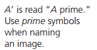 A′ is read "A prime."
Use prime symbols
when naming
an image.